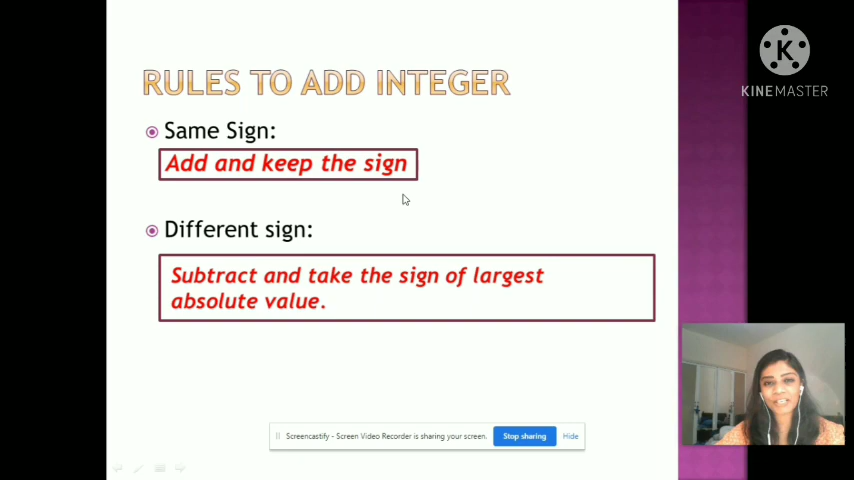 KINEMASTER
RULES TO ADD INTEGER
Same Sign:
Add and keep the sign
Different sign:
Subtract and take the sign of largest
absolute value.
Screencastify - Screen Video Recorder is sharing your screen. Stop sharing Hide